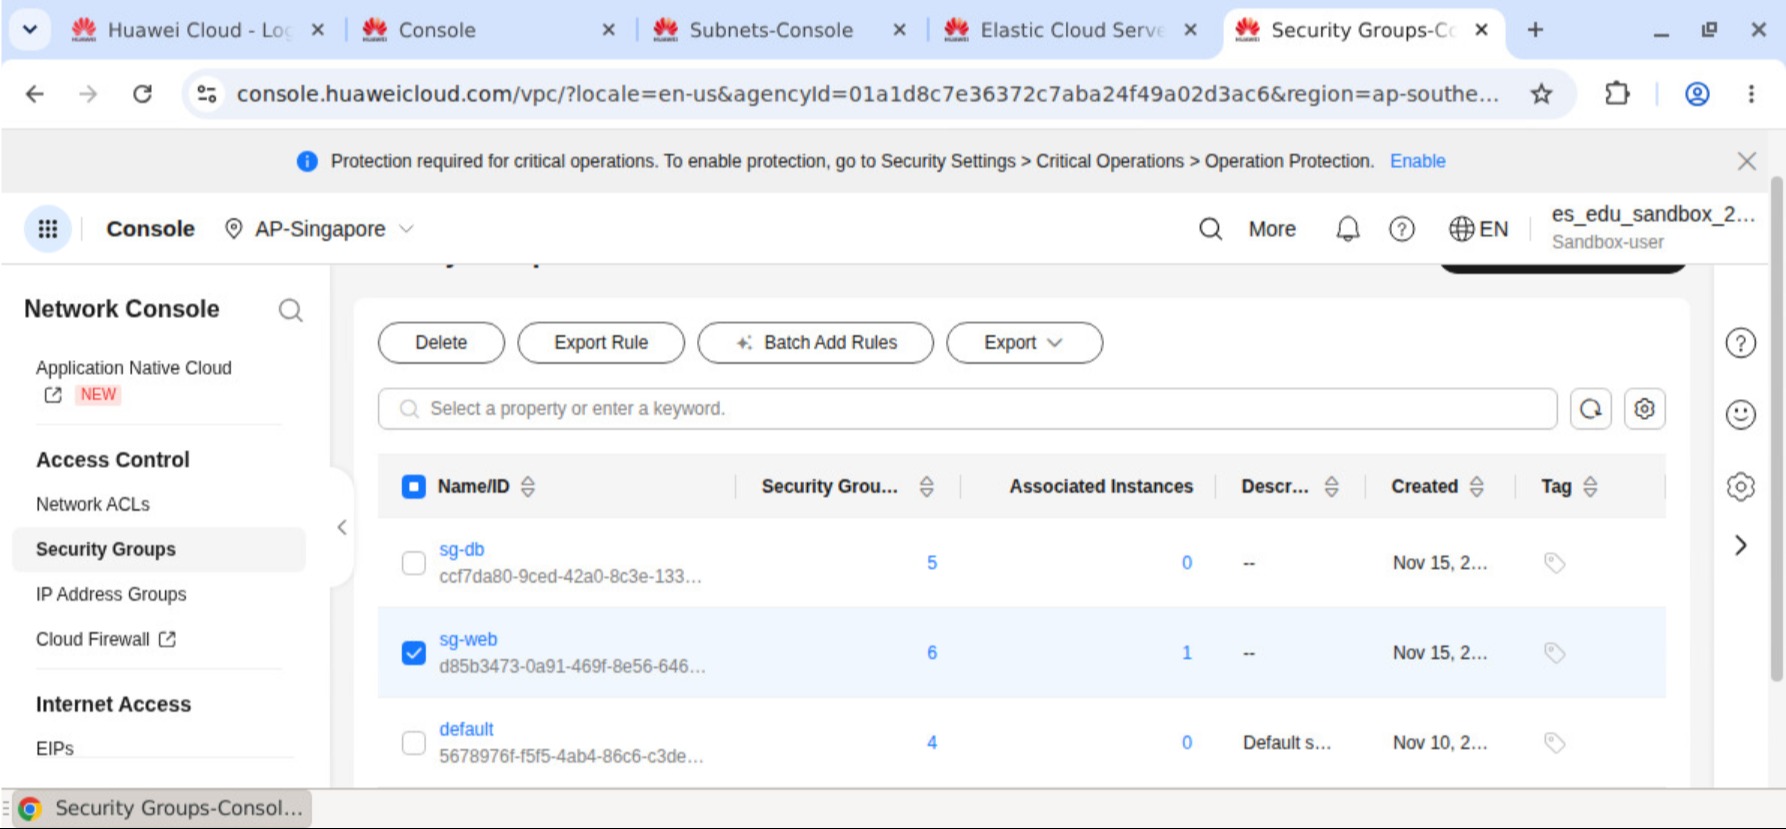 Huawei Cloud - Log
Console
Subnets-Console
Elastic Cloud Serve
Security Groups-Co
console.huaweicloud.com/vpc/?locale=en-us&agencyId=01a1d8c7e36372c7aba24f49a02d3ac6&region=ap-southe...
Protection required for critical operations. To enable protection, go to Security Settings > Critical Operations > Operation Protection. Enable
Console AP-Singapore
More
EN
es_edu_sandbox_2...
Sandbox-user
Network Console
Application Native Cloud
NEW
Access Control
Network ACLs
Security Groups
IP Address Groups
Cloud Firewall
Internet Access
EIPs
Delete Export Rule Batch Add Rules Export
Select a property or enter a keyword.
Name/ID Security Grou... Associated Instances Descr... Created Tag
sg-db
ccf7da80-9ced-42a0-8c3e-133...
5 0 -- Nov 15, 2...
sg-web
d85b3473-0a91-469f-8e56-646...
6 1 -- Nov 15, 2...
default
5678976f-f5f5-4ab4-86c6-c3de...
4 0 Default s... Nov 10, 2...
Security Groups-Consol...